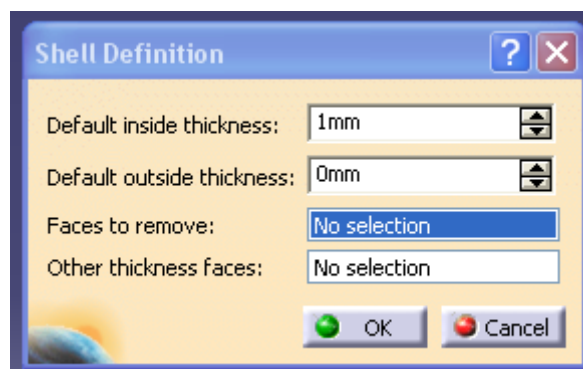 Shell Definition
Default inside thickness: 1mm
Default outside thickness: 0mm
Faces to remove: No selection
Other thickness faces: No selection
OK Cancel